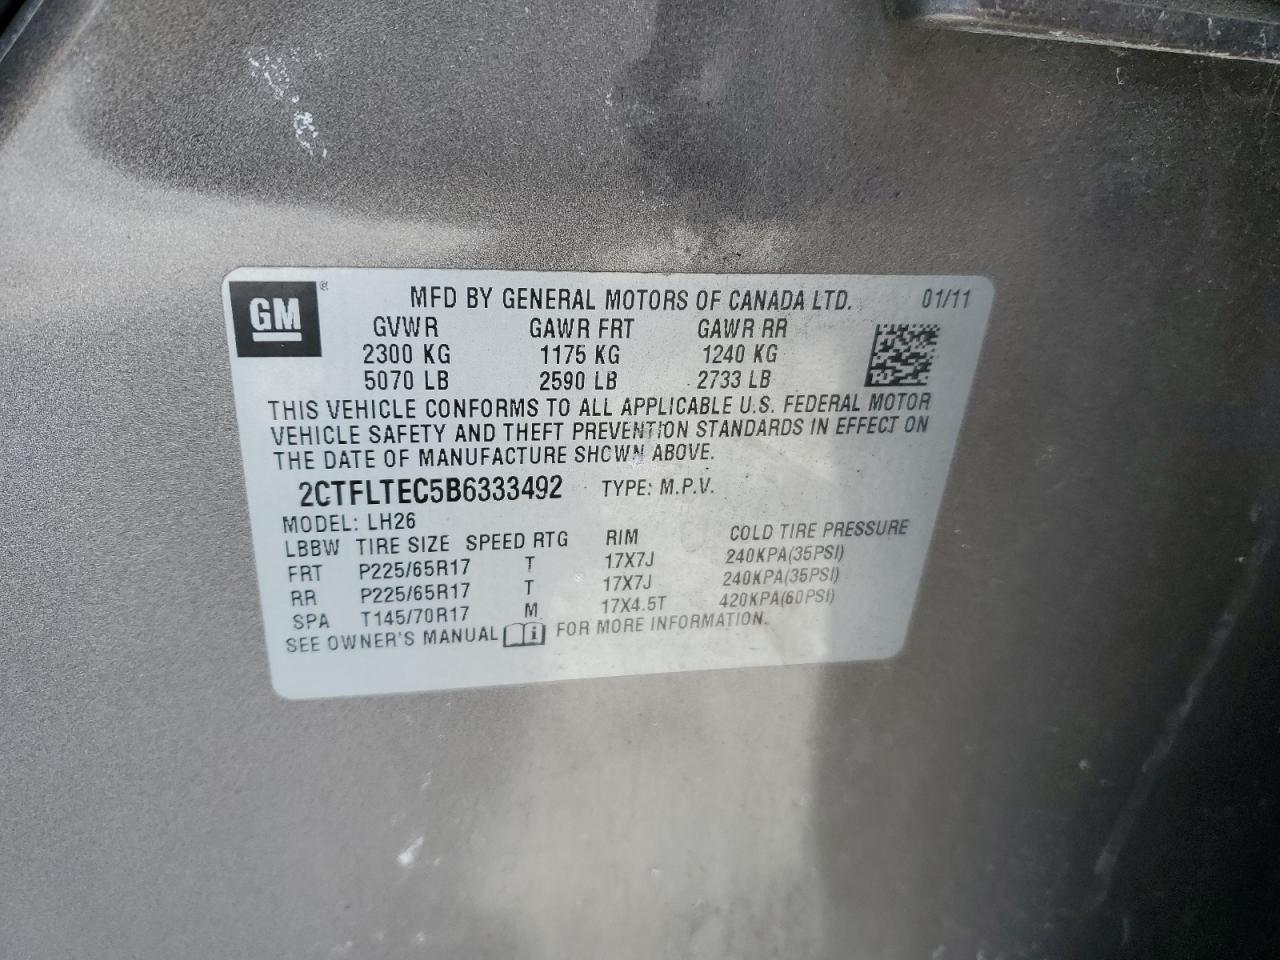 GM ® MFD BY GENERAL MOTORS OF CANADA LTD. 01/11
GVWR GAWR FRT GAWR RR
2300 KG 1175 KG 1240 KG
5070 LB 2590 LB 2733 LB
THIS VEHICLE CONFORMS TO ALL APPLICABLE U.S. FEDERAL MOTOR
VEHICLE SAFETY AND THEFT PREVENTION STANDARDS IN EFFECT ON
THE DATE OF MANUFACTURE SHOWN ABOVE.
2CTFLTEC5B6333492 TYPE: M.P.V.
MODEL: LH26
LBBW TIRE SIZE SPEED RTG RIM COLD TIRE PRESSURE
FRT P225/65R17 T 17X7J 240KPA(35PSI)
RR P225/65R17 T 17X7J 240KPA(35PSI)
SPA T145/70R17 M 17X4.5T 420KPA(60PSI)
SEE OWNER'S MANUAL i FOR MORE INFORMATION.